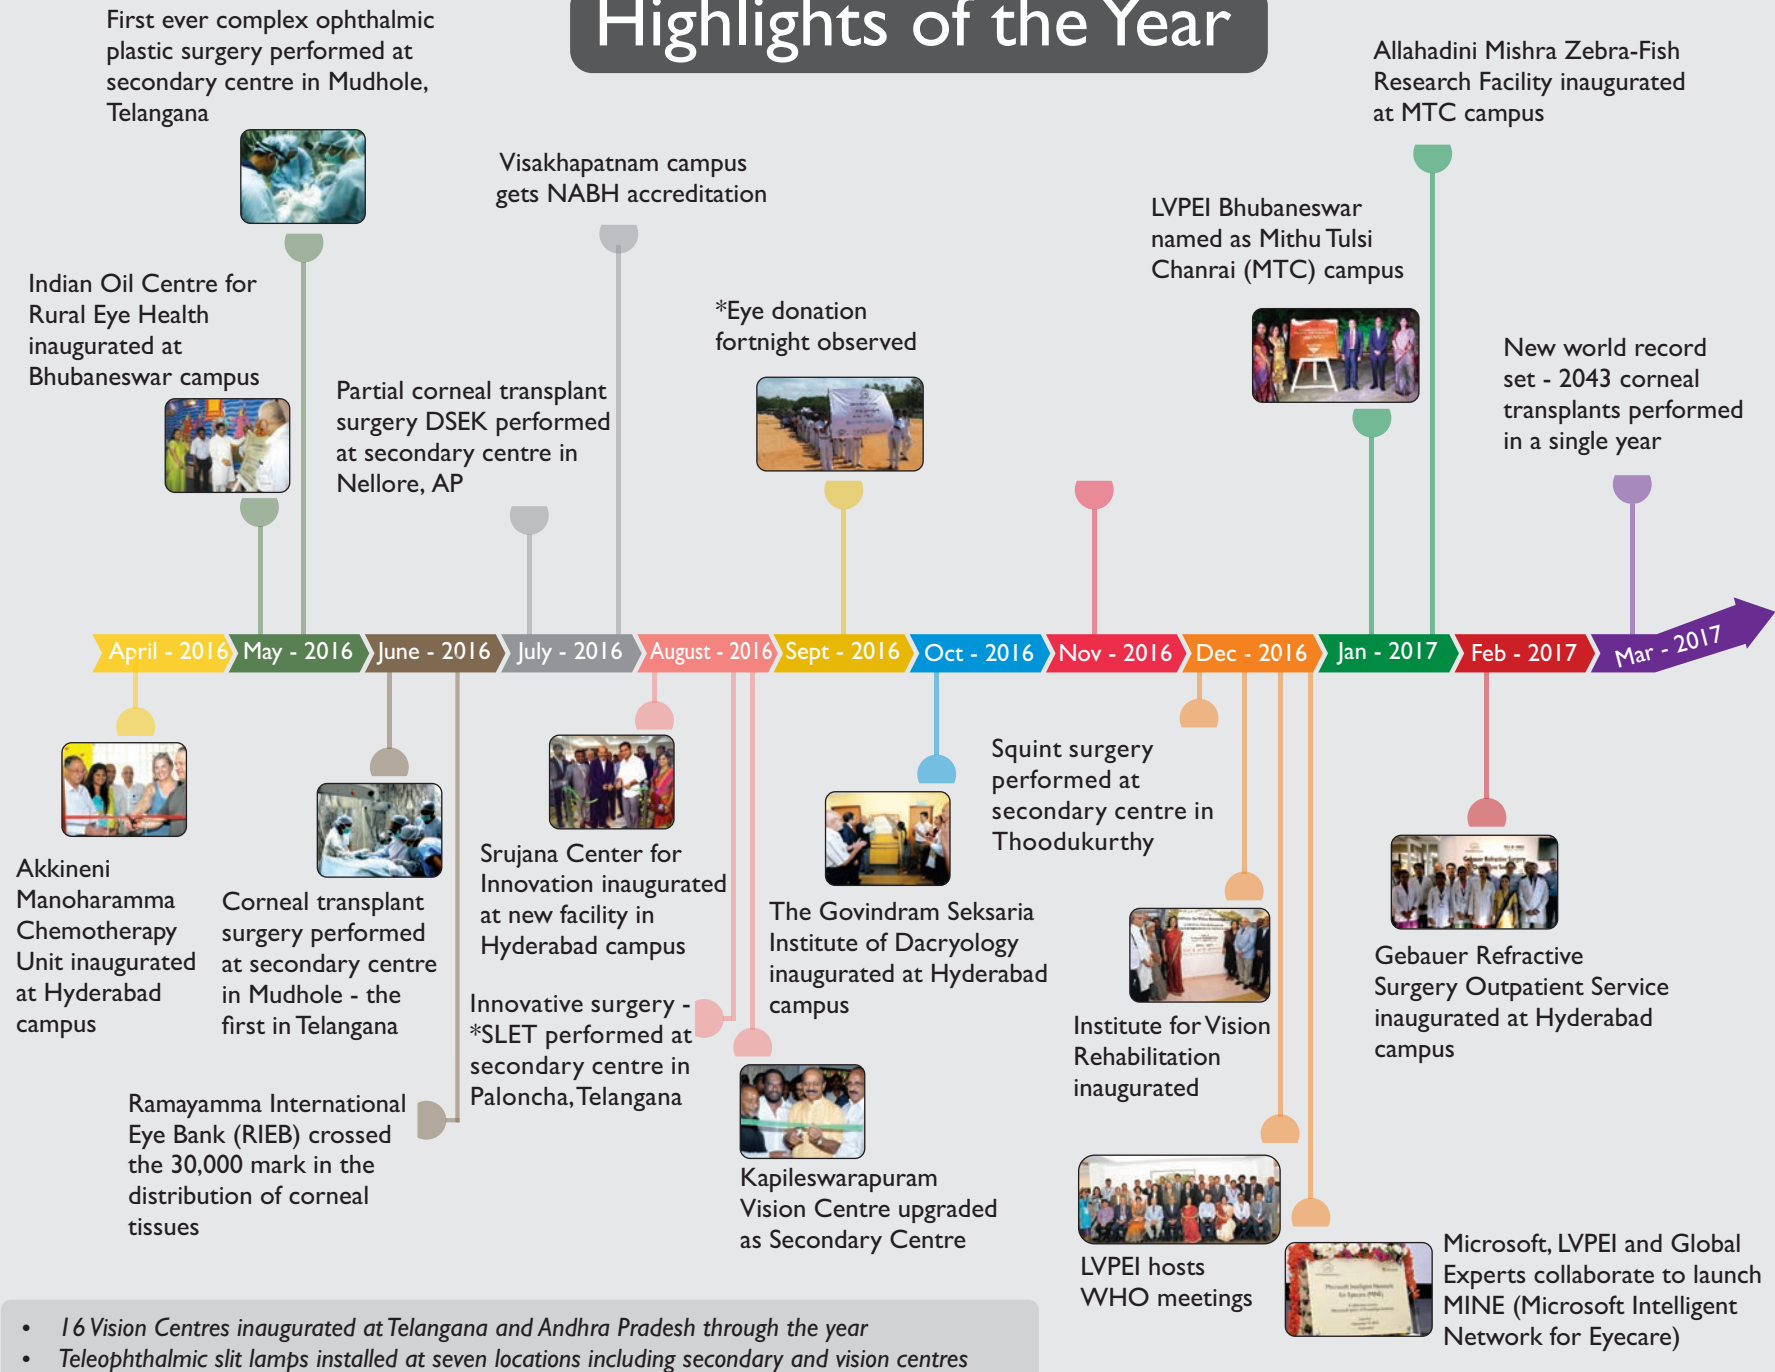 Highlights of the Year
First ever complex ophthalmic
plastic surgery performed at
secondary centre in Mudhole,
Telangana
Indian Oil Centre for
Rural Eye Health
inaugurated at
Bhubaneswar campus
Partial corneal transplant
surgery DSEK performed
at secondary centre in
Nellore, AP
Visakhapatnam campus
gets NABH accreditation
*Eye donation
fortnight observed
LVPEI Bhubaneswar
named as Mithu Tulsi
Chanrai (MTC) campus
Allahadini Mishra Zebra-Fish
Research Facility inaugurated
at MTC campus
New world record
set - 2043 corneal
transplants performed
in a single year
April - 2016
May - 2016
June - 2016
July - 2016
August - 2016
Sept - 2016
Oct - 2016
Nov - 2016
Dec - 2016
Jan - 2017
Feb - 2017
Mar - 2017
Akkineni
Manoharamma
Chemotherapy
Unit inaugurated
at Hyderabad
campus
Corneal transplant
surgery performed
at secondary centre
in Mudhole - the
first in Telangana
Ramayamma International
Eye Bank (RIEB) crossed
the 30,000 mark in the
distribution of corneal
tissues
Srujana Center for
Innovation inaugurated
at new facility in
Hyderabad campus
Innovative surgery -
*SLET performed at
secondary centre in
Paloncha, Telangana
Kapileswarapuram
Vision Centre upgraded
as Secondary Centre
The Govindram Seksaria
Institute of Dacryology
inaugurated at Hyderabad
campus
Squint surgery
performed at
secondary centre in
Thoodukurthy
Institute for Vision
Rehabilitation
inaugurated
LVPEI hosts
WHO meetings
Microsoft, LVPEI and Global
Experts collaborate to launch
MINE (Microsoft Intelligent
Network for Eyecare)
Gebauer Refractive
Surgery Outpatient Service
inaugurated at Hyderabad
campus
• 16 Vision Centres inaugurated at Telangana and Andhra Pradesh through the year
• Teleophthalmic slit lamps installed at seven locations including secondary and vision centres